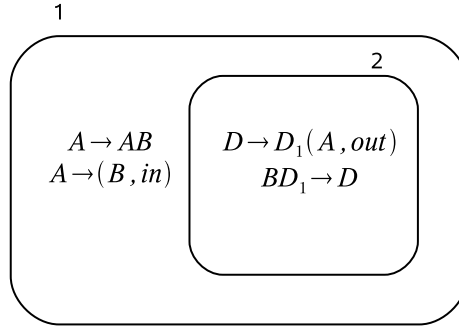 1
2
A → AB
A → (B, in)
D → D₁(A, out)
BD₁ → D